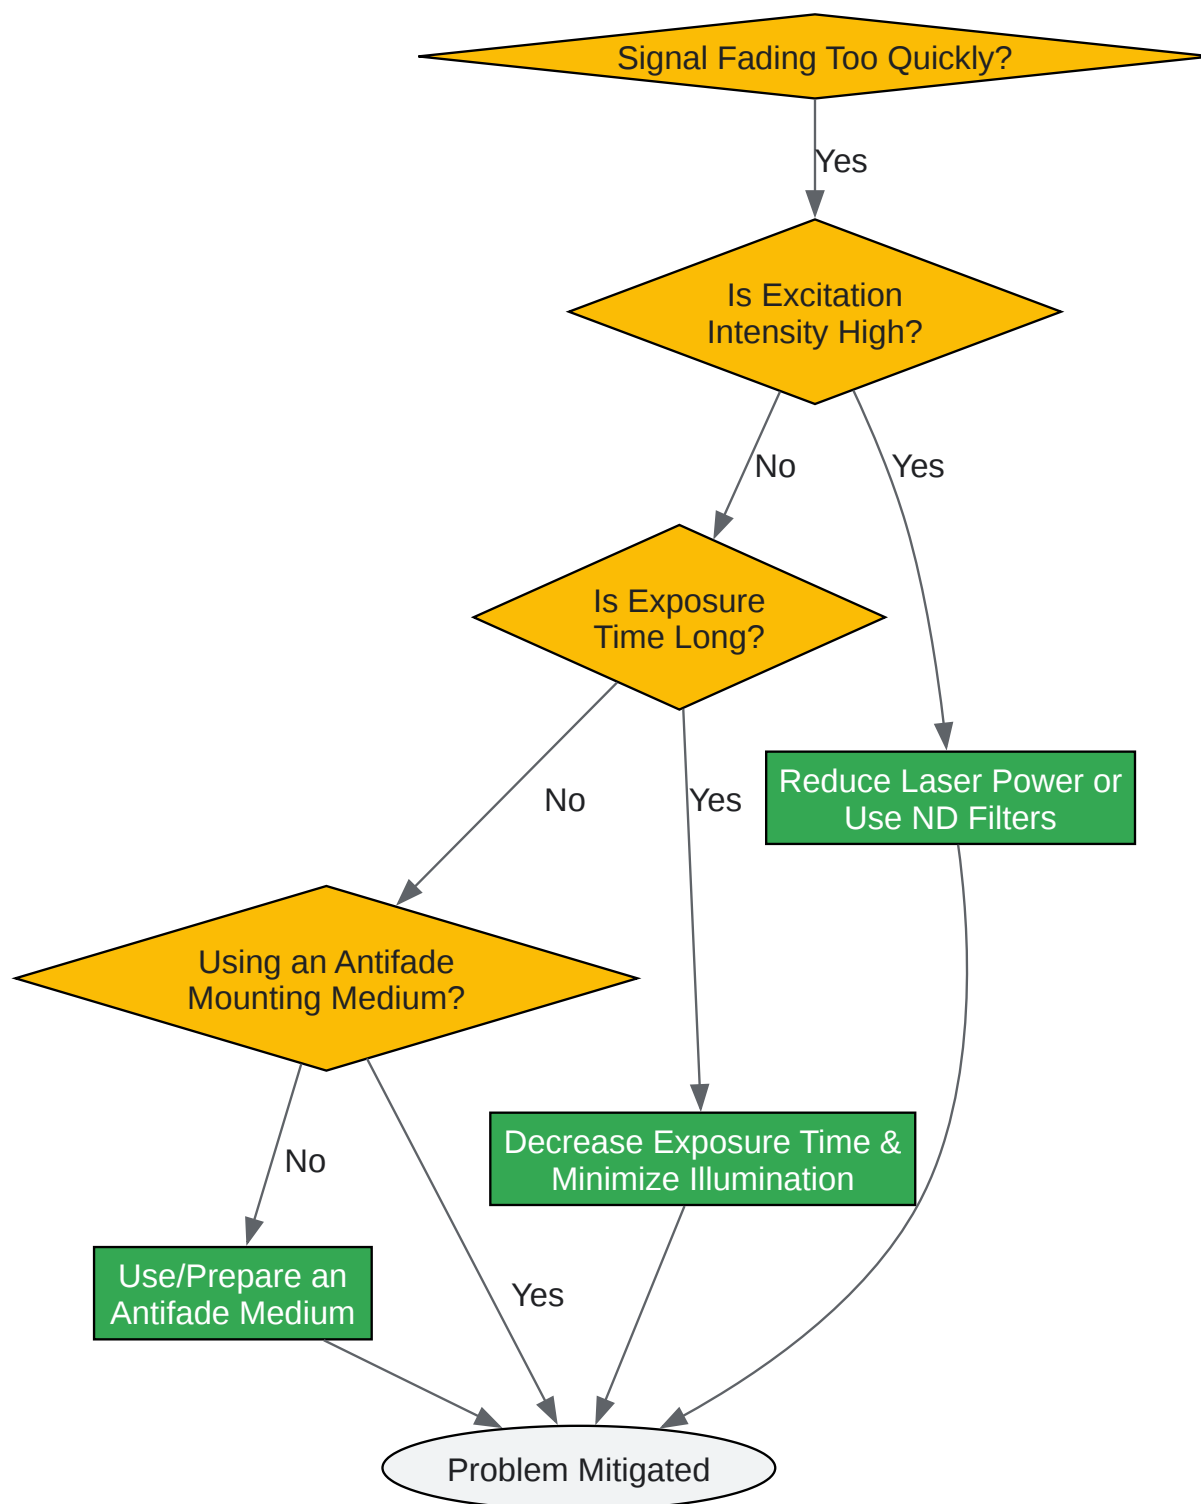 Signal Fading Too Quickly?
Yes
Is Excitation
Intensity High?
No
Yes
Is Exposure
Time Long?
No
Yes
Reduce Laser Power or
Use ND Filters
Using an Antifade
Mounting Medium?
No
Decrease Exposure Time &
Minimize Illumination
Use/Prepare an
Antifade Medium
Yes
Problem Mitigated